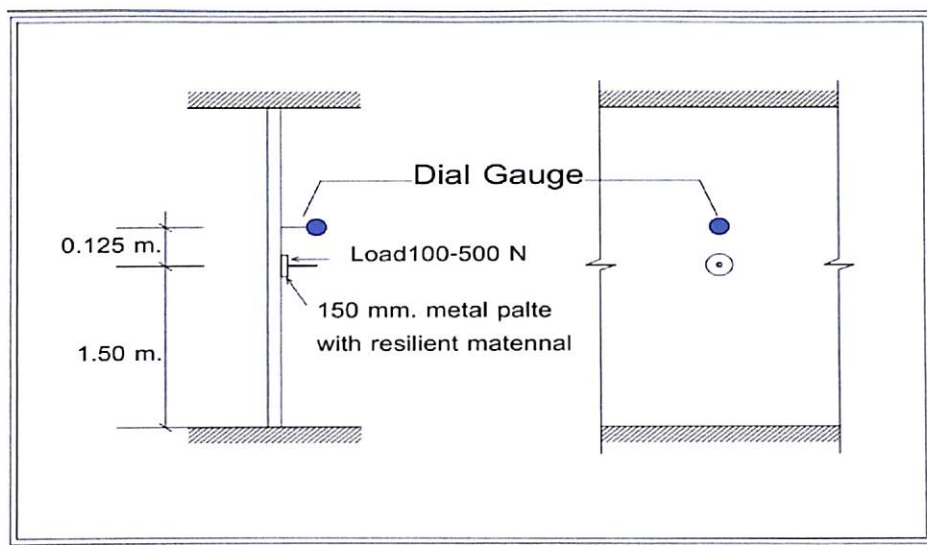 Dial Gauge
0.125 m.
Load100-500 N
150 mm. metal palte
with resilient matennal
1.50 m.